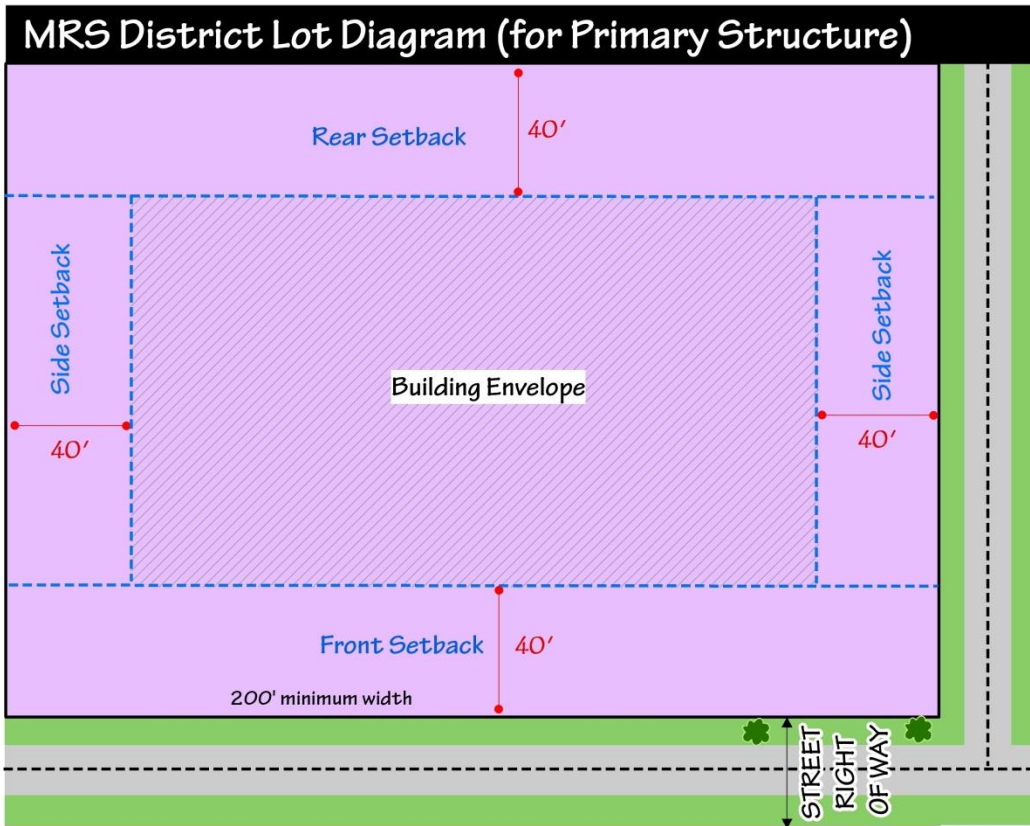 MRS District Lot Diagram (for Primary Structure)
Rear Setback
40'
Side Setback
40'
Building Envelope
Side Setback
40'
Front Setback
40'
200' minimum width
STREET
RIGHT
OF WAY